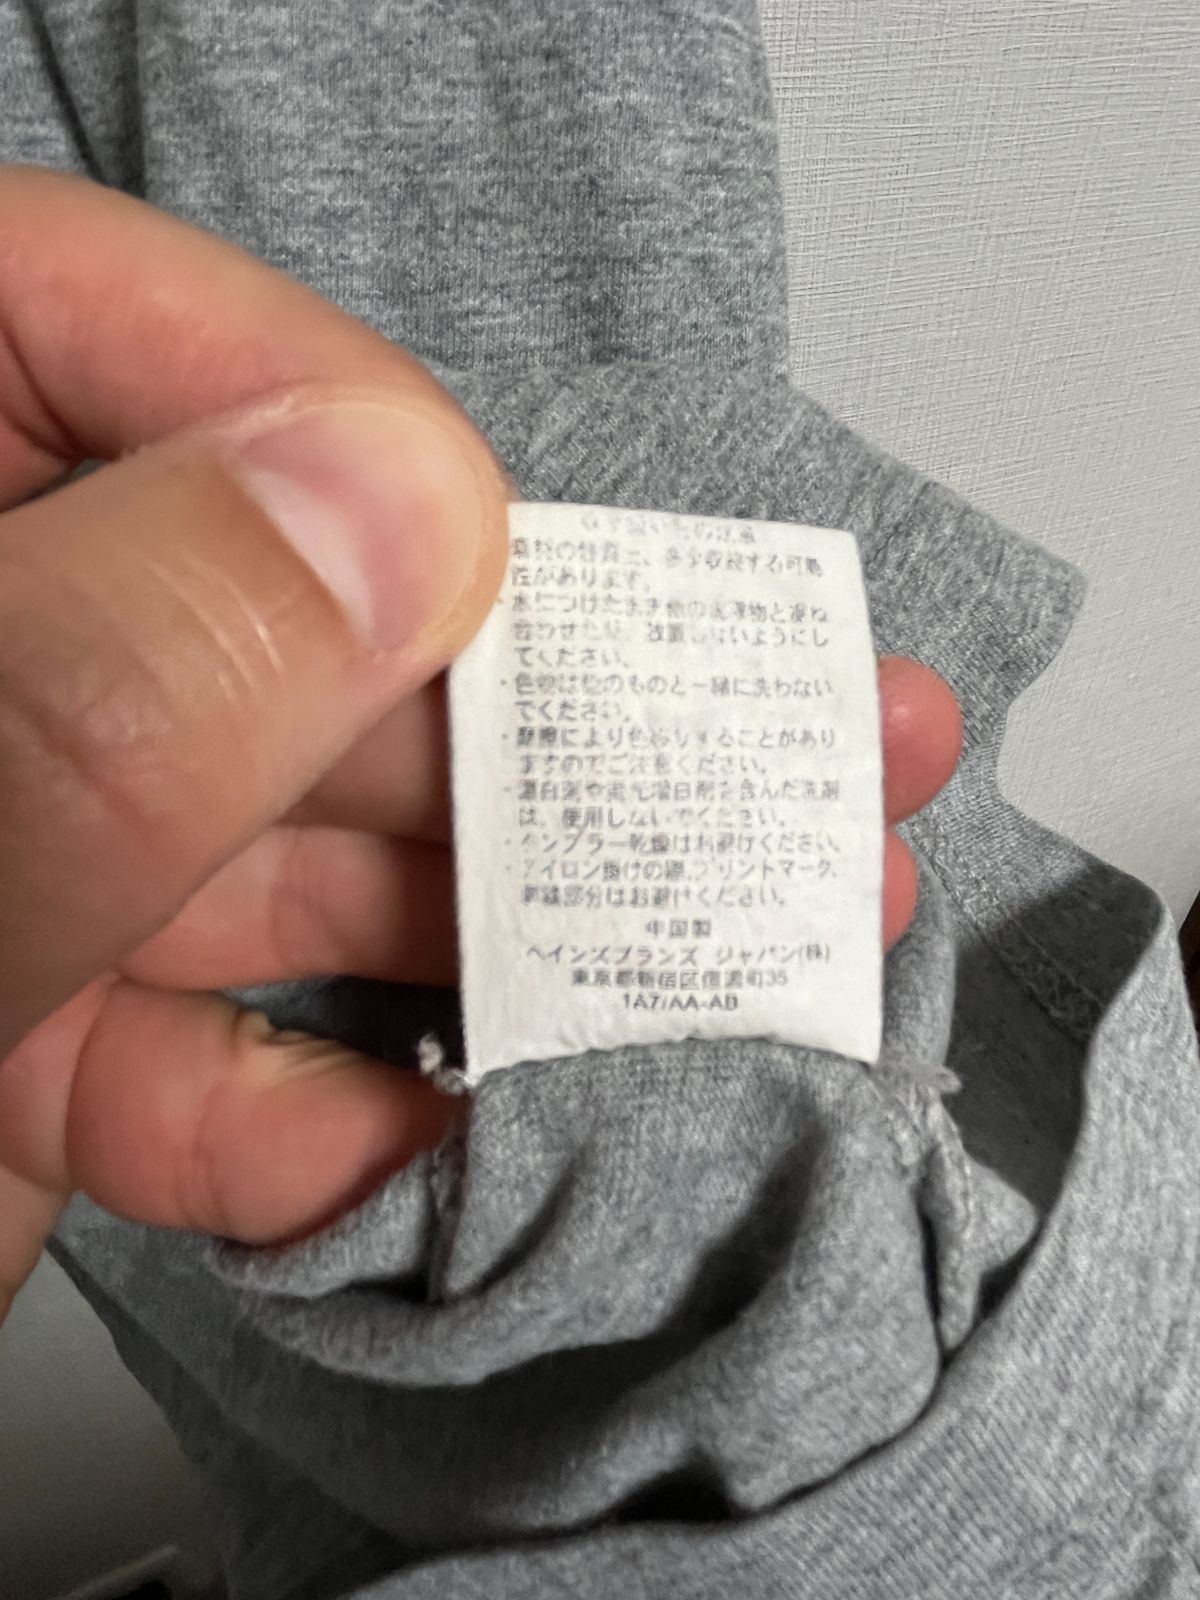 お取扱い上の注意
素材の特質上、多少収縮する可能
性があります。
・水につけたまま他の洗濯物と重ね
合わせたり、放置しないようにし
てください。
・色物は他のものと一緒に洗わない
でください。
・摩擦により色移りすることがあり
ますのでご注意ください。
・漂白剤や蛍光増白剤を含んだ洗剤
は、使用しないでください。
・タンブラー乾燥はお避けください。
・アイロン掛けの際、プリントマーク、
刺繍部分はお避けください。
中国製
ヘインズブランズ ジャパン(株)
東京都新宿区信濃町35
1A7/AA-AB